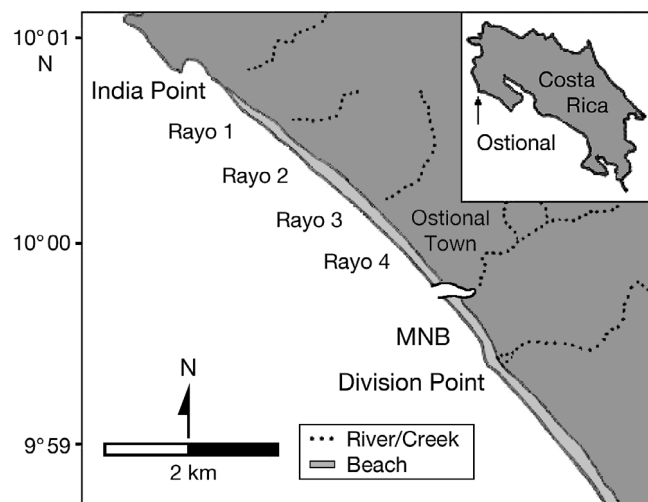 10°01
N
India Point
Rayo 1
Rayo 2
Rayo 3
10°00
Rayo 4
Ostional
Town
MNB
Division Point
N
9°59
2 km
River/Creek
Beach
Costa
Rica
Ostional